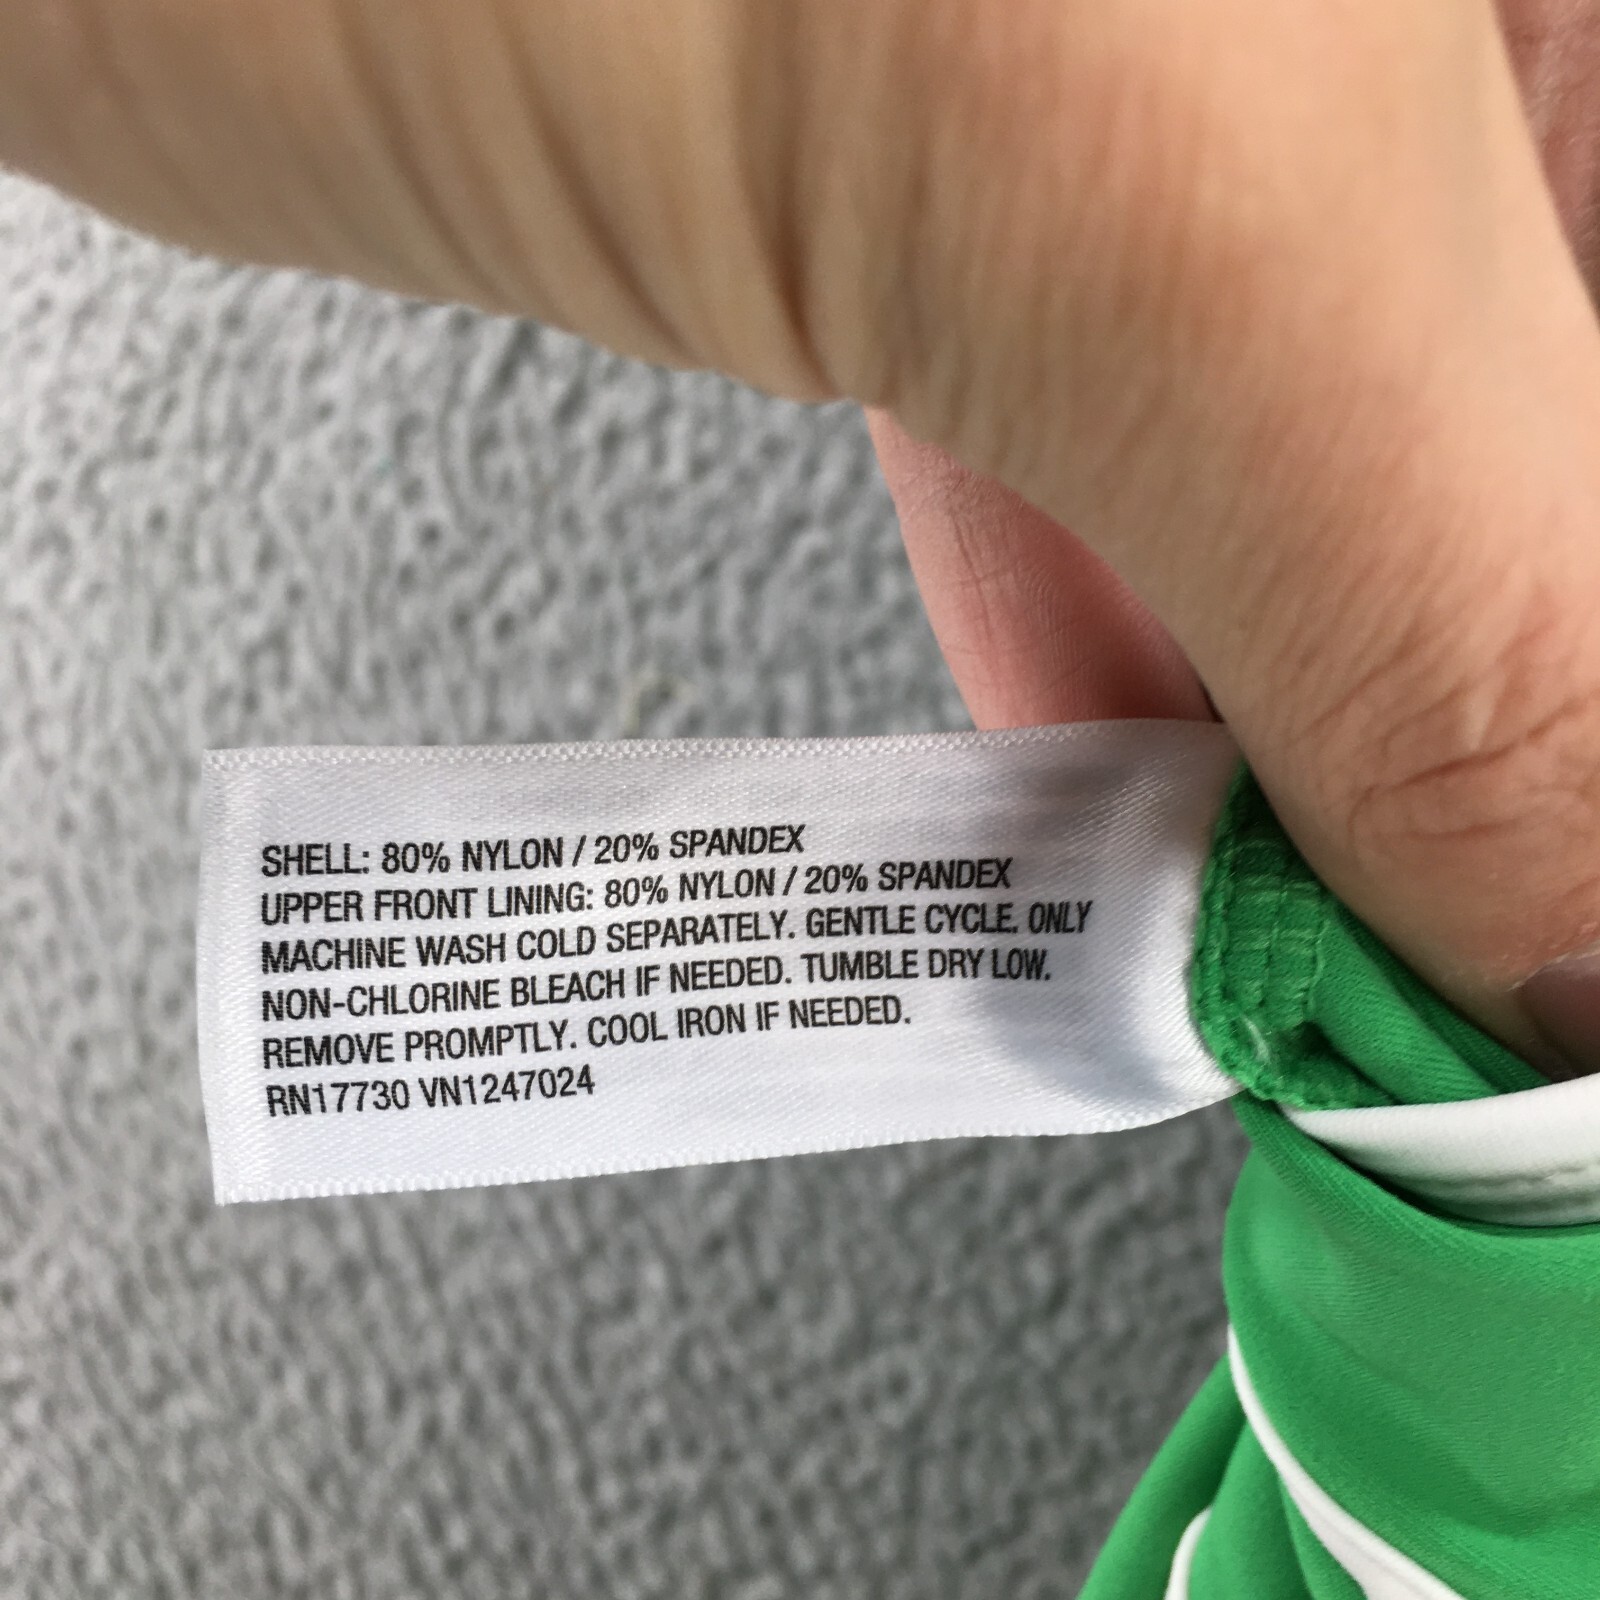 SHELL: 80% NYLON / 20% SPANDEX
UPPER FRONT LINING: 80% NYLON / 20% SPANDEX
MACHINE WASH COLD SEPARATELY. GENTLE CYCLE. ONLY
NON-CHLORINE BLEACH IF NEEDED. TUMBLE DRY LOW.
REMOVE PROMPTLY. COOL IRON IF NEEDED.
RN17730 VN1247024